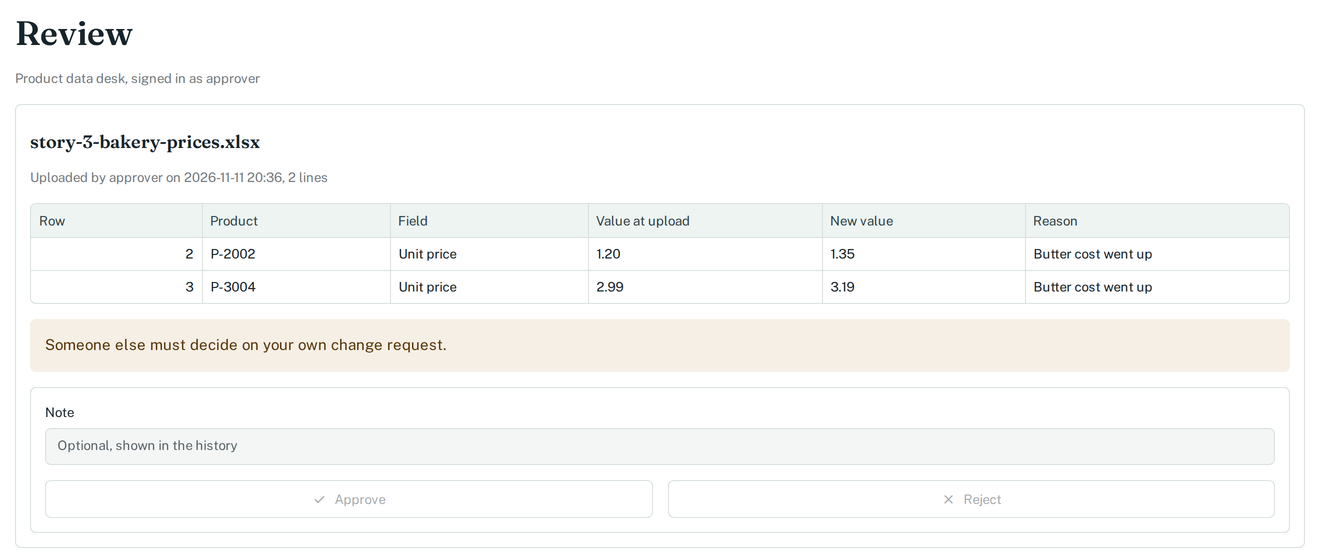 Review
Product data desk, signed in as approver
story-3-bakery-prices.xlsx
Uploaded by approver on 2026-11-11 20:36, 2 lines
Row Product Field Value at upload New value Reason
2 P-2002 Unit price 1.20 1.35 Butter cost went up
3 P-3004 Unit price 2.99 3.19 Butter cost went up
Someone else must decide on your own change request.
Note
Optional, shown in the history
Approve Reject